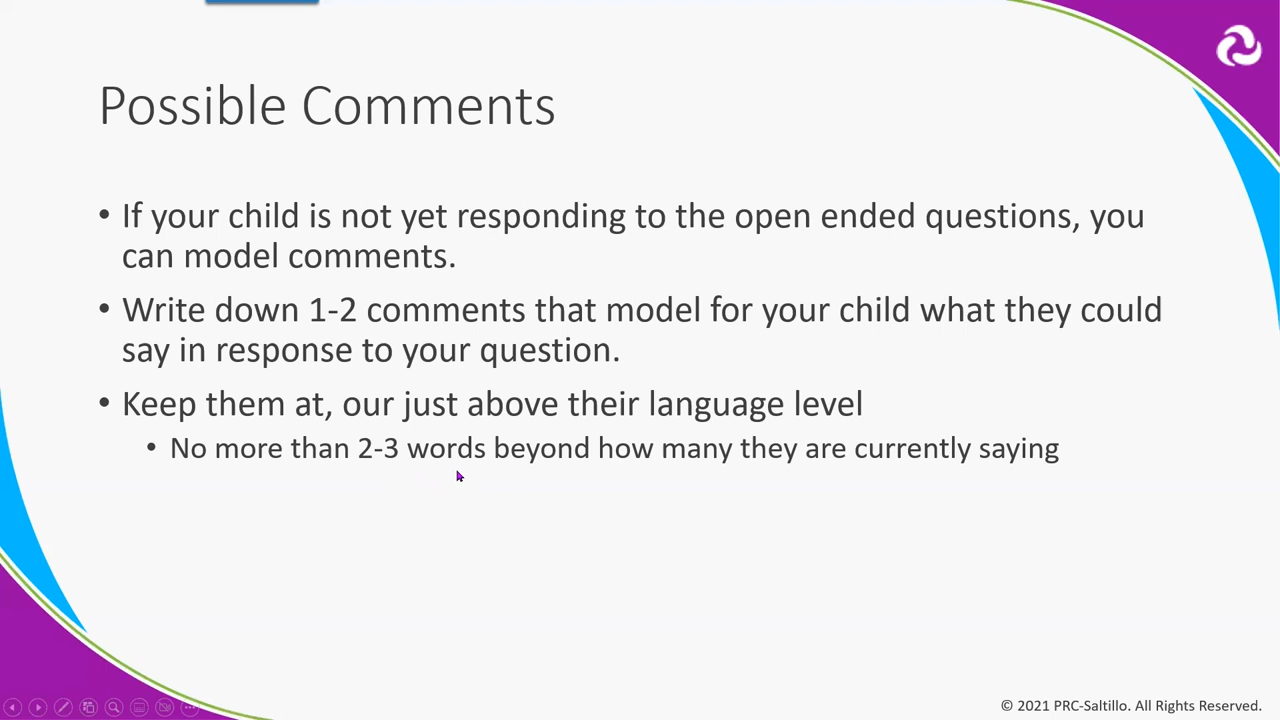 Possible Comments
• If your child is not yet responding to the open ended questions, you
can model comments.
• Write down 1-2 comments that model for your child what they could
say in response to your question.
• Keep them at, our just above their language level
• No more than 2-3 words beyond how many they are currently saying
© 2021 PRC-Saltillo. All Rights Reserved.